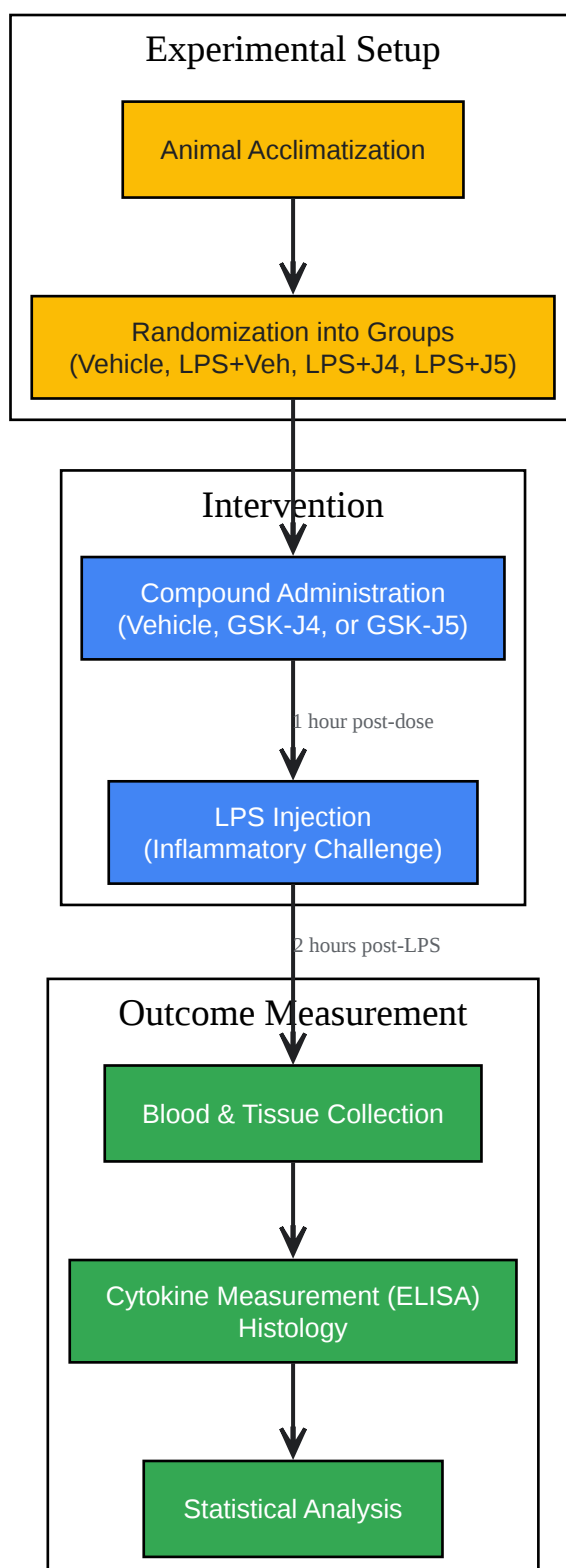 Experimental Setup
Animal Acclimatization
Randomization into Groups
(Vehicle, LPS+Veh, LPS+J4, LPS+J5)
Intervention
Compound Administration
(Vehicle, GSK-J4, or GSK-J5)
1 hour post-dose
LPS Injection
(Inflammatory Challenge)
2 hours post-LPS
Outcome Measurement
Blood & Tissue Collection
Cytokine Measurement (ELISA)
Histology
Statistical Analysis